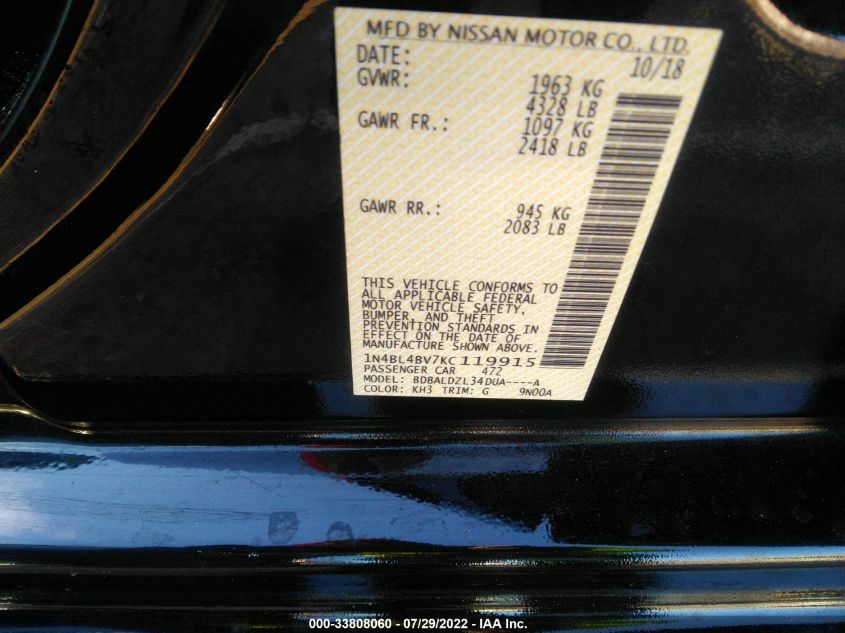 MFD BY NISSAN MOTOR CO., LTD.
DATE: 10/18
GVWR: 1963 KG
4328 LB
GAWR FR.: 1097 KG
2418 LB
GAWR RR.: 945 KG
2083 LB
THIS VEHICLE CONFORMS TO
ALL APPLICABLE FEDERAL
MOTOR VEHICLE SAFETY,
BUMPER, AND THEFT
PREVENTION STANDARDS IN
EFFECT ON THE DATE OF
MANUFACTURE SHOWN ABOVE.
1N4BL4BV7KC119915
PASSENGER CAR 472
MODEL: BDBALDZL34DUA----A
COLOR: KH3 TRIM: G 9N00A
000-33808060 - 07/29/2022 - IAA Inc.